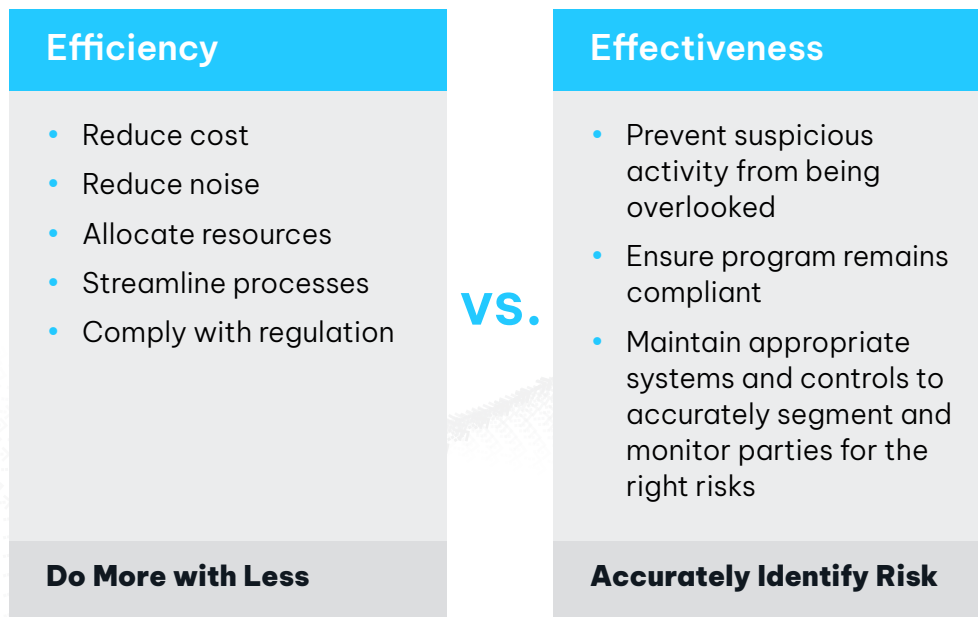 Efficiency
• Reduce cost
• Reduce noise
• Allocate resources
• Streamline processes
• Comply with regulation
Do More with Less
vs.
Effectiveness
• Prevent suspicious
activity from being
overlooked
• Ensure program remains
compliant
• Maintain appropriate
systems and controls to
accurately segment and
monitor parties for the
right risks
Accurately Identify Risk